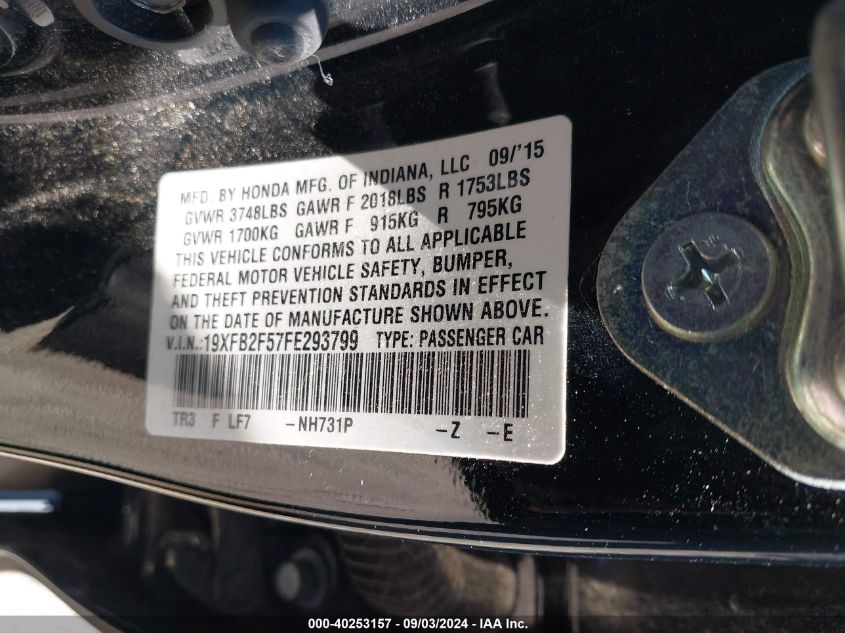 MFD. BY HONDA MFG. OF INDIANA, LLC 09/'15
GVWR 3748LBS GAWR F 2018LBS R 1753LBS
GVWR 1700KG GAWR F 915KG R 795KG
THIS VEHICLE CONFORMS TO ALL APPLICABLE
FEDERAL MOTOR VEHICLE SAFETY, BUMPER,
AND THEFT PREVENTION STANDARDS IN EFFECT
ON THE DATE OF MANUFACTURE SHOWN ABOVE.
V.I.N.:19XFB2F57FE293799 TYPE: PASSENGER CAR
TR3 F LF7 -NH731P -Z -E
000-40253157 - 09/03/2024 - IAA Inc.